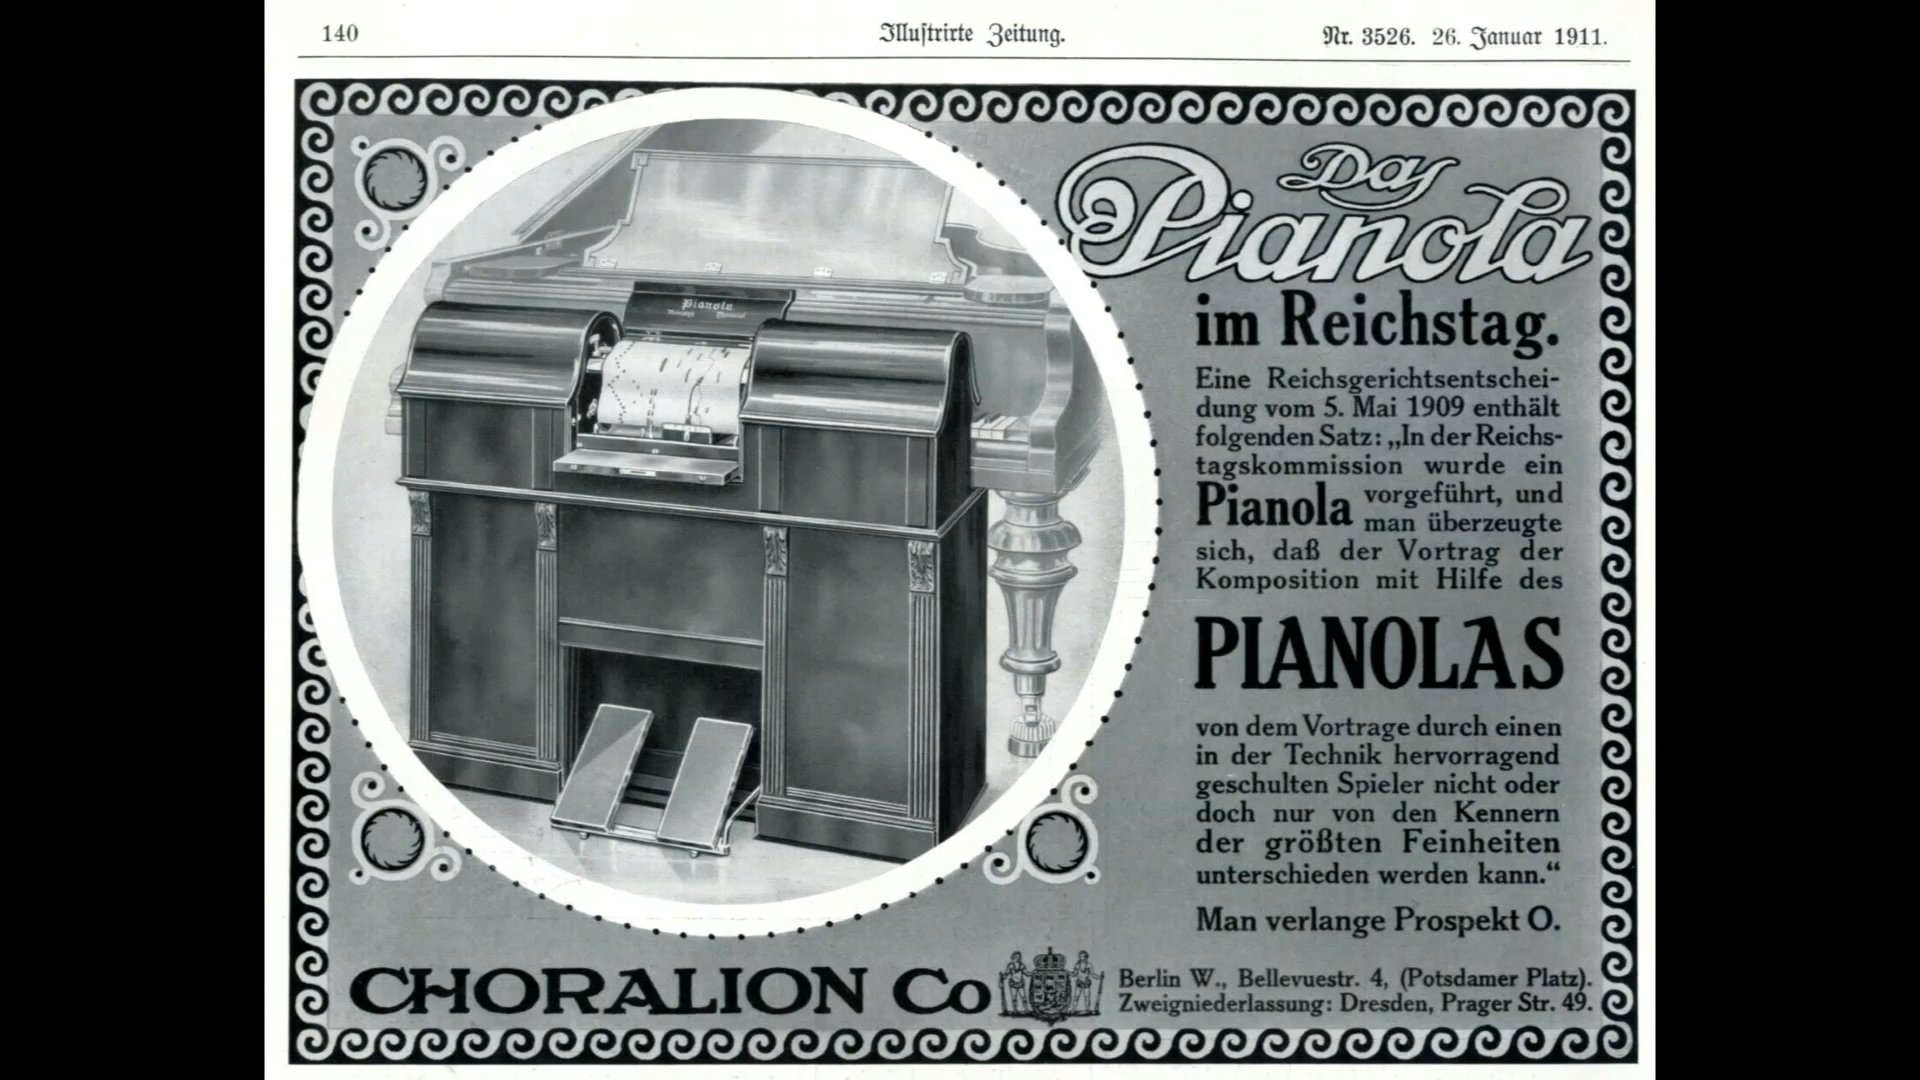 140
Illustrirte Zeitung.
Nr. 3526. 26. Januar 1911.
Pianola
Das
Pianola
im Reichstag.
Eine Reichsgerichtsentschei-
dung vom 5. Mai 1909 enthält
folgenden Satz: „In der Reichs-
tagskommission wurde ein
Pianola vorgeführt, und
man überzeugte
sich, daß der Vortrag der
Komposition mit Hilfe des
PIANOLAS
von dem Vortrage durch einen
in der Technik hervorragend
geschulten Spieler nicht oder
doch nur von den Kennern
der größten Feinheiten
unterschieden werden kann.“
Man verlange Prospekt O.
CHORALION Co
Berlin W., Bellevuestr. 4, (Potsdamer Platz).
Zweigniederlassung: Dresden, Prager Str. 49.